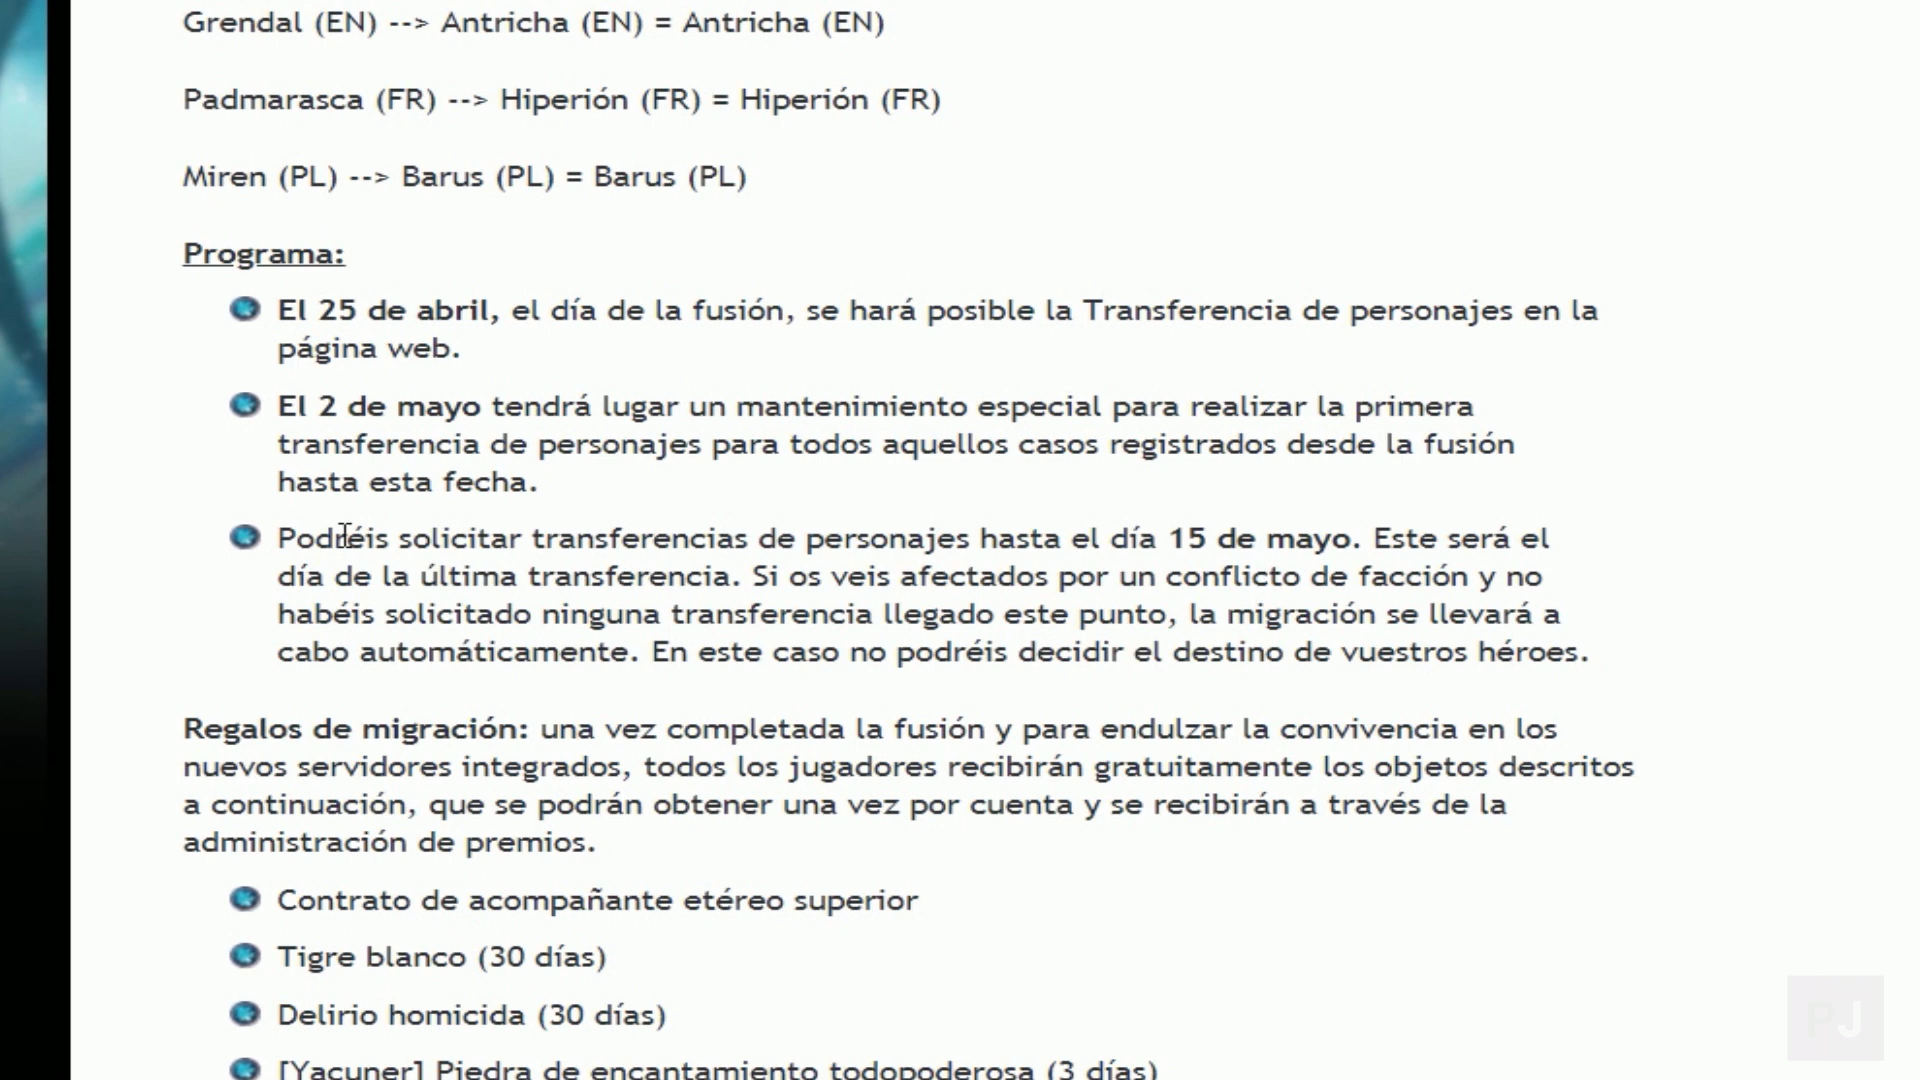 Grendal (EN) --> Antricha (EN) = Antricha (EN)
Padmarasca (FR) --> Hiperión (FR) = Hiperión (FR)
Miren (PL) --> Barus (PL) = Barus (PL)
Programa:
El 25 de abril, el día de la fusión, se hará posible la Transferencia de personajes en la
página web.
El 2 de mayo tendrá lugar un mantenimiento especial para realizar la primera
transferencia de personajes para todos aquellos casos registrados desde la fusión
hasta esta fecha.
Podréis solicitar transferencias de personajes hasta el día 15 de mayo. Este será el
día de la última transferencia. Si os veis afectados por un conflicto de facción y no
habéis solicitado ninguna transferencia llegado este punto, la migración se llevará a
cabo automáticamente. En este caso no podréis decidir el destino de vuestros héroes.
Regalos de migración: una vez completada la fusión y para endulzar la convivencia en los
nuevos servidores integrados, todos los jugadores recibirán gratuitamente los objetos descritos
a continuación, que se podrán obtener una vez por cuenta y se recibirán a través de la
administración de premios.
Contrato de acompañante etéreo superior
Tigre blanco (30 días)
Delirio homicida (30 días)
[Yacuner] Piedra de encantamiento todopoderosa (3 días)
PJ